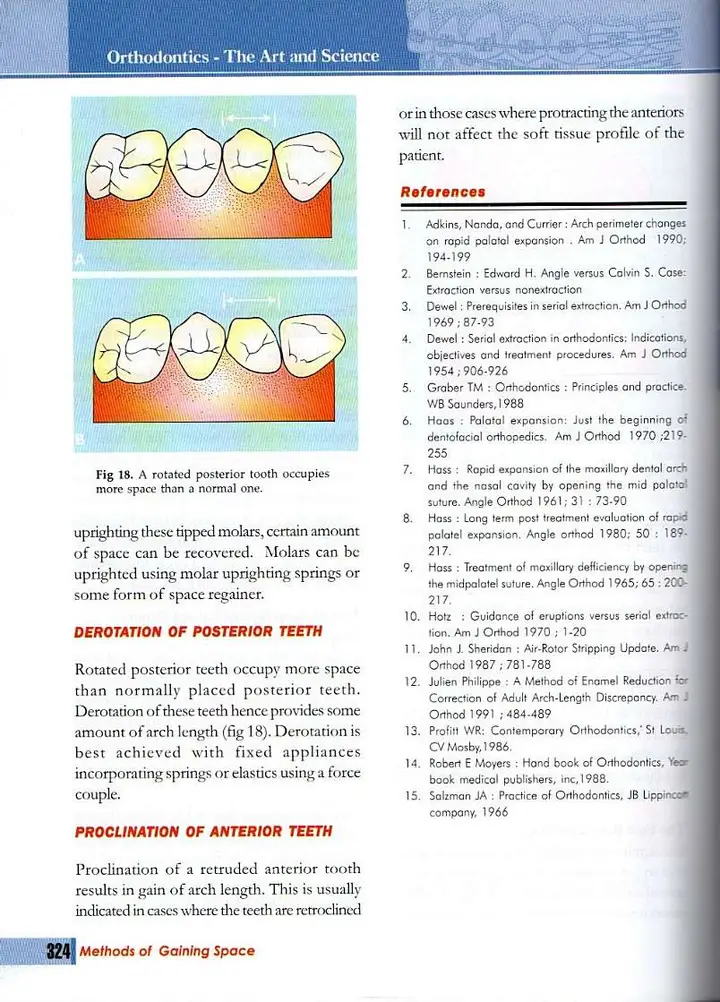 Orthodontics - The Art and Science
A
B
Fig 18. A rotated posterior tooth occupies
more space than a normal one.
uprighting these tipped molars, certain amount
of space can be recovered. Molars can be
uprighted using molar uprighting springs or
some form of space regainer.
DEROTATION OF POSTERIOR TEETH
Rotated posterior teeth occupy more space
than normally placed posterior teeth.
Derotation of these teeth hence provides some
amount of arch length (fig 18). Derotation is
best achieved with fixed appliances
incorporating springs or elastics using a force
couple.
PROCLINATION OF ANTERIOR TEETH
Proclination of a retruded anterior tooth
results in gain of arch length. This is usually
indicated in cases where the teeth are retroclined
or in those cases where protracting the anteriors
will not affect the soft tissue profile of the
patient.
References
1. Adkins, Nanda, and Currier : Arch perimeter changes
on rapid palatal expansion . Am J Orthod 1990;
194-199
2. Bernstein : Edward H. Angle versus Calvin S. Case:
Extraction versus nonextraction
3. Dewel : Prerequisites in serial extraction. Am J Orthod
1969 ; 87-93
4. Dewel : Serial extraction in orthodontics: Indications,
objectives and treatment procedures. Am J Orthod
1954 ; 906-926
5. Graber TM : Orthodontics : Principles and practice.
WB Saunders,1988
6. Haas : Palatal expansion: Just the beginning of
dentofacial orthopedics. Am J Orthod 1970 ;219-
255
7. Hass : Rapid expansion of the maxillary dental arch
and the nasal cavity by opening the mid palatal
suture. Angle Orthod 1961; 31 : 73-90
8. Hass : Long term post treatment evaluation of rapid
palatel expansion. Angle orthod 1980; 50 : 189-
217.
9. Hass : Treatment of maxillary defficiency by opening
the midpalatel suture. Angle Orthod 1965; 65 : 200-
217.
10. Hotz : Guidance of eruptions versus serial extrac-
tion. Am J Orthod 1970 ; 1-20
11. John J. Sheridan : Air-Rotor Stripping Update. Am J
Orthod 1987 ; 781-788
12. Julien Philippe : A Method of Enamel Reduction for
Correction of Adult Arch-Length Discrepancy. Am J
Orthod 1991 ; 484-489
13. Profitt WR: Contemporary Orthodontics,' St Louis,
CV Mosby,1986.
14. Robert E Moyers : Hand book of Orthodontics, Year
book medical publishers, inc,1988.
15. Salzman JA : Practice of Orthodontics, JB Lippincott
company, 1966
324 Methods of Gaining Space